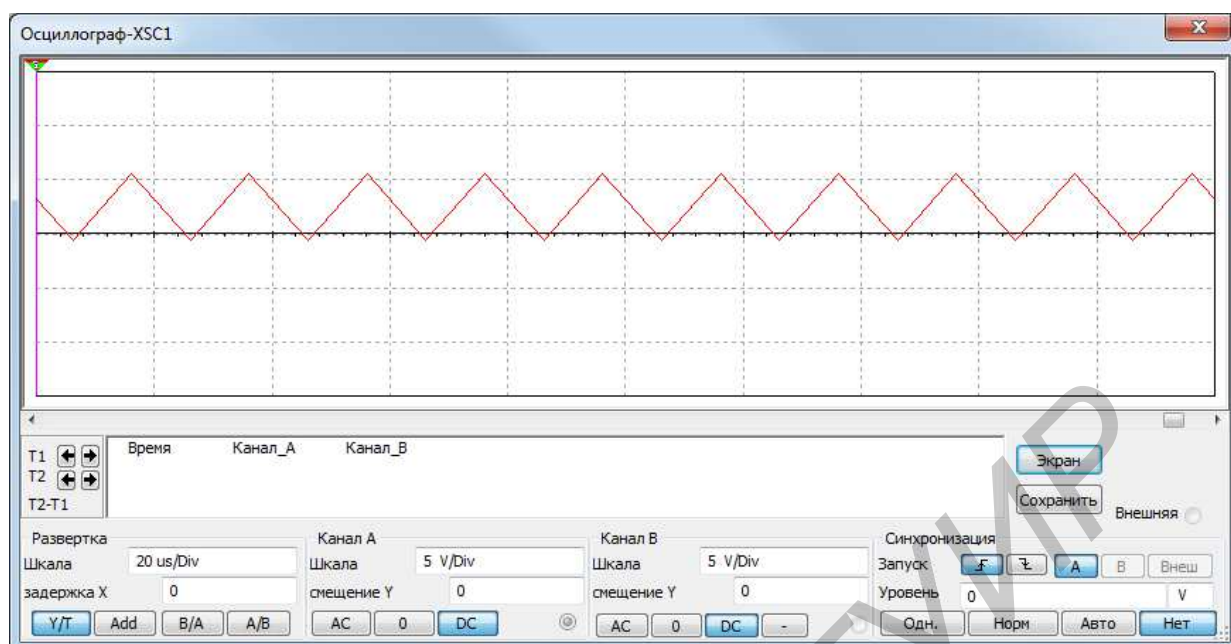 Осциллограф-XSC1
Время Канал_A Канал_B
T1
T2
T2-T1
Экран
Сохранить
Внешняя
Развертка
Шкала 20 us/Div
задержка X 0
Y/T Add B/A A/B
Канал A
Шкала 5 V/Div
смещение Y 0
AC 0 DC
Канал B
Шкала 5 V/Div
смещение Y 0
AC 0 DC -
Синхронизация
Запуск A B Внеш
Уровень 0 V
Одн. Норм Авто Нет